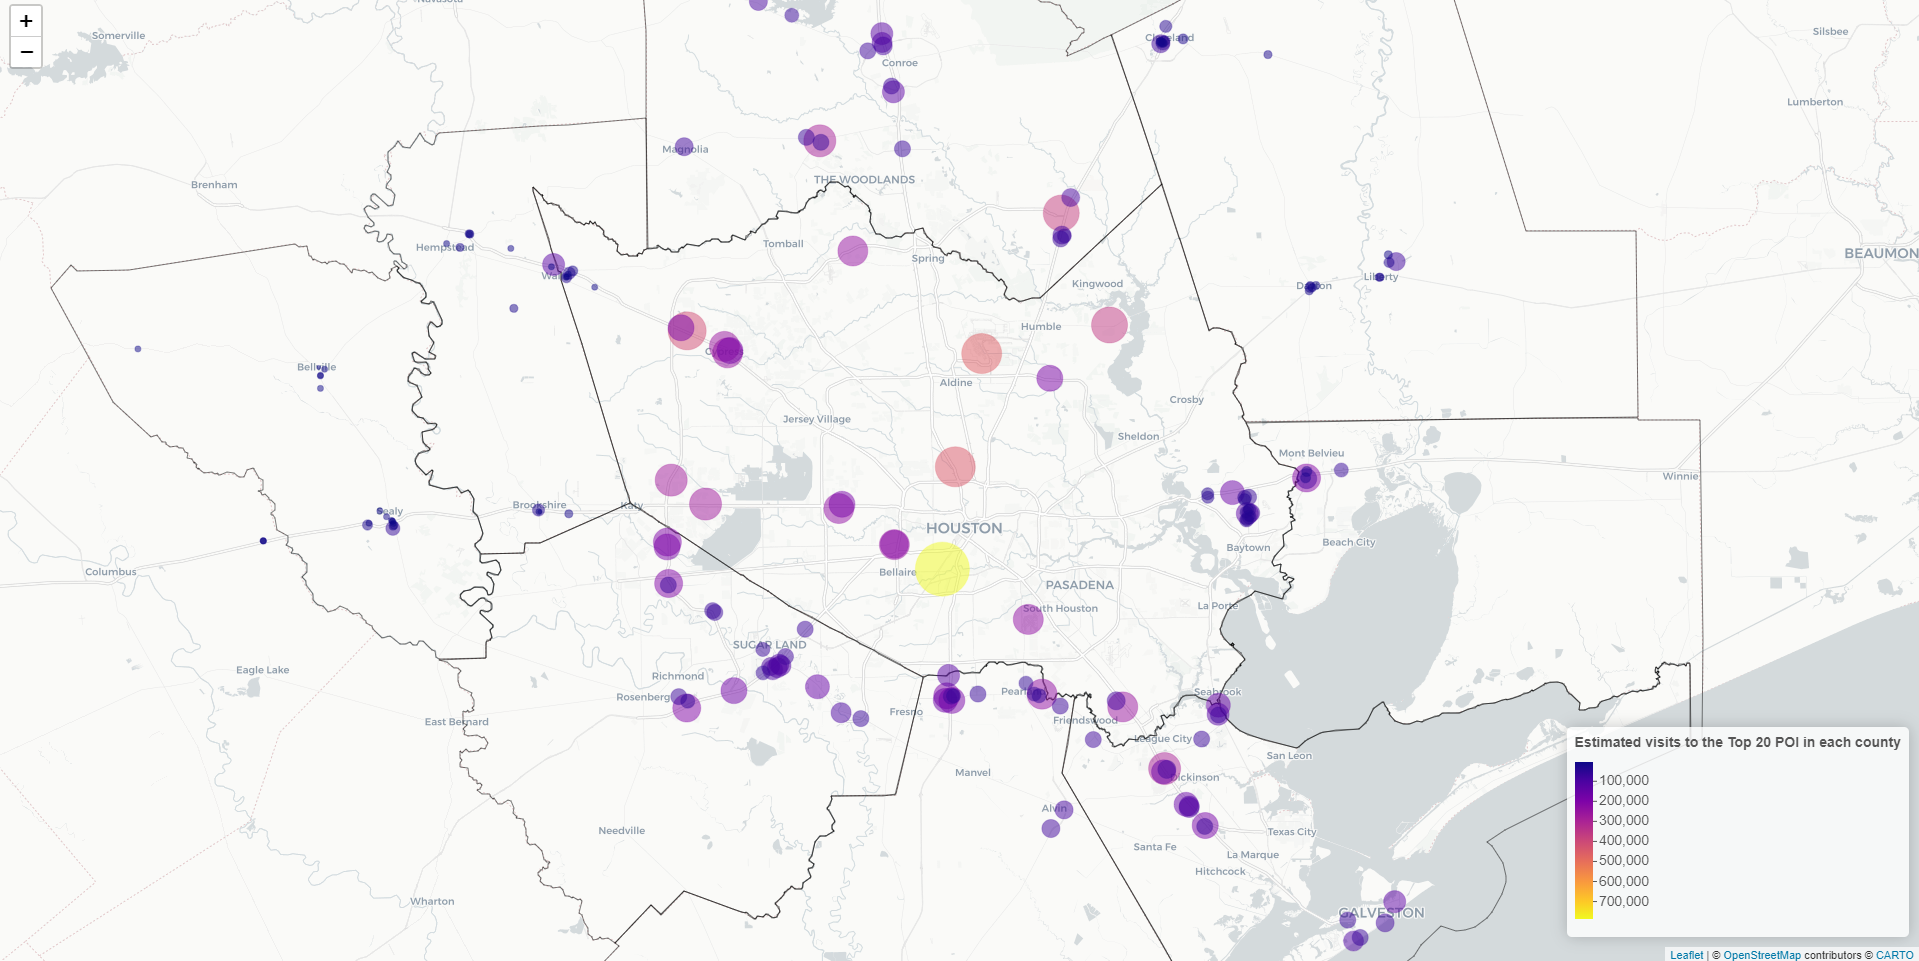 +
−
Navasota
Somerville
Conroe
Cleveland
Silsbee
Lumberton
Magnolia
THE WOODLANDS
Brenham
Hempstead
Tomball
Spring
BEAUMON
Kingwood
Liberty
Dayton
Humble
Cypress
Bellville
Aldine
Crosby
Jersey Village
Sheldon
Mont Belvieu
Winnie
Sealy
Brookshire
Katy
HOUSTON
Columbus
Bellaire
Baytown
Beach City
PASADENA
South Houston
La Porte
SUGAR LAND
Eagle Lake
Richmond
Rosenberg
Pearland
Seabrook
East Bernard
Fresno
Friendswood
League City
San Leon
Manvel
Dickinson
Alvin
Needville
Texas City
Santa Fe
La Marque
Hitchcock
Wharton
GALVESTON
Estimated visits to the Top 20 POI in each county
100,000
200,000
300,000
400,000
500,000
600,000
700,000
Leaflet | © OpenStreetMap contributors © CARTO